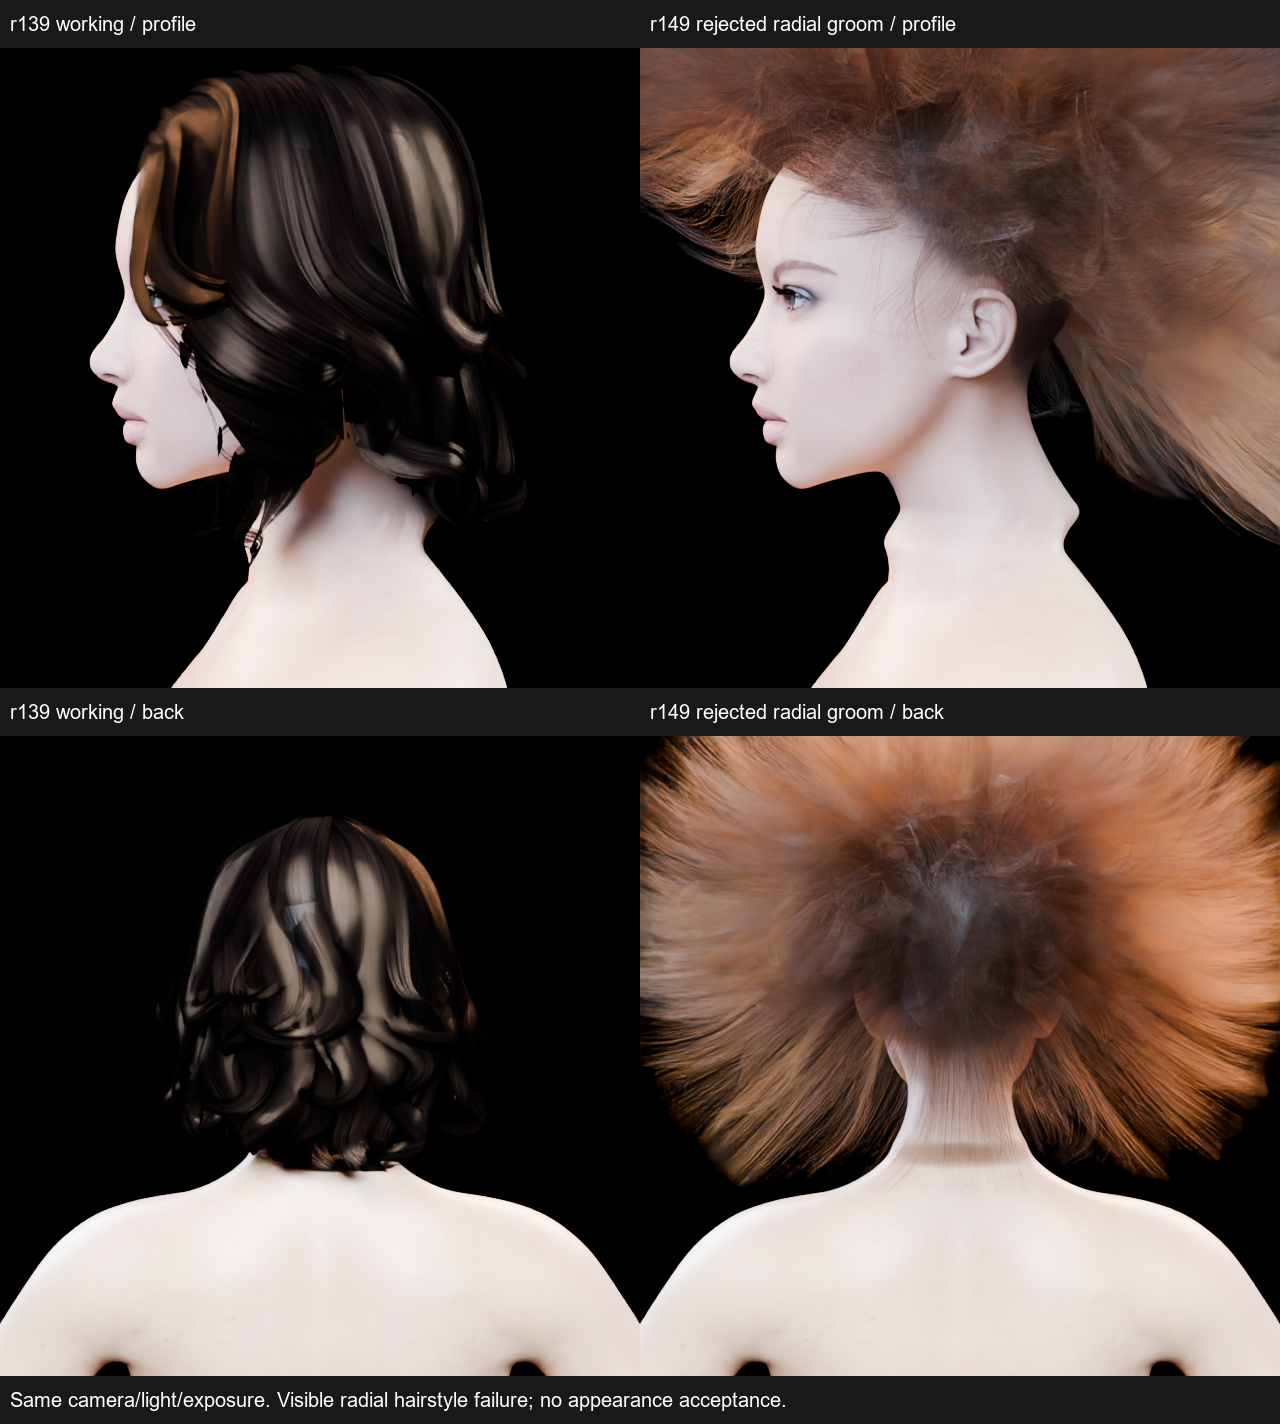 r139 working / profile
r149 rejected radial groom / profile
r139 working / back
r149 rejected radial groom / back
Same camera/light/exposure. Visible radial hairstyle failure; no appearance acceptance.